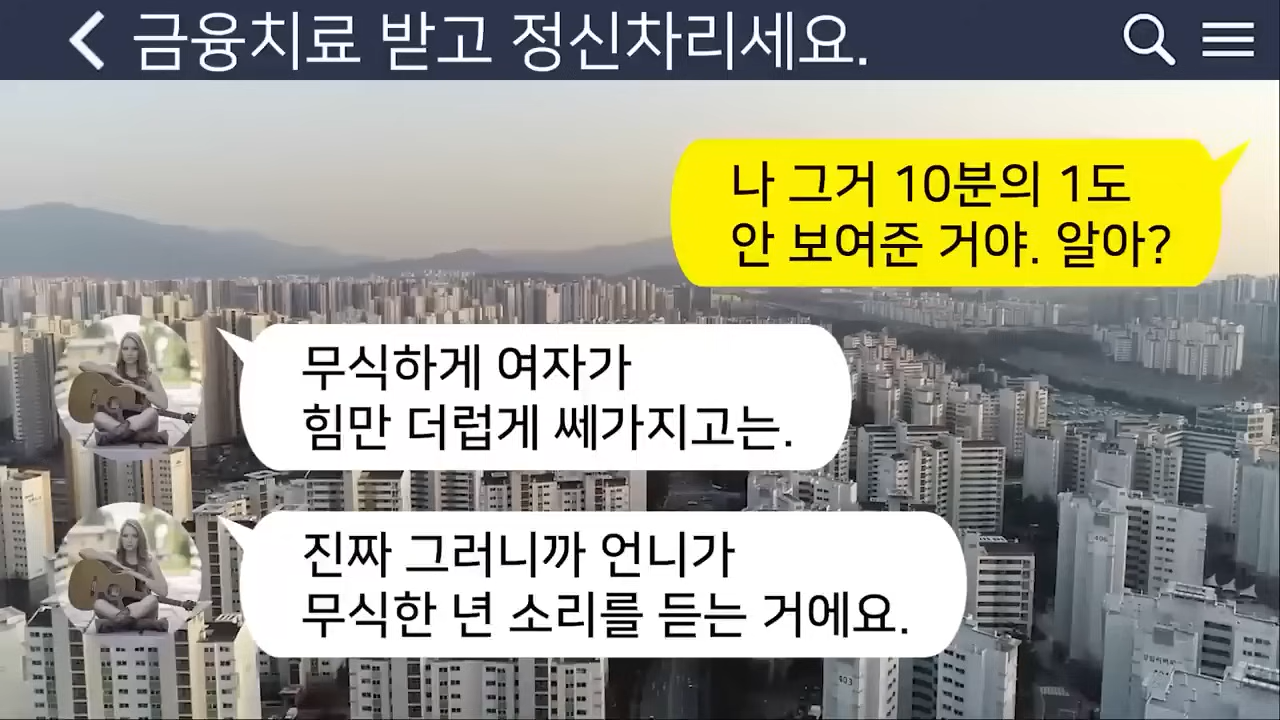 금융치료 받고 정신차리세요.
나 그거 10분의 1도
안 보여준 거야. 알아?
무식하게 여자가
힘만 더럽게 쎄가지고는.
진짜 그러니까 언니가
무식한 년 소리를 듣는 거에요.
403